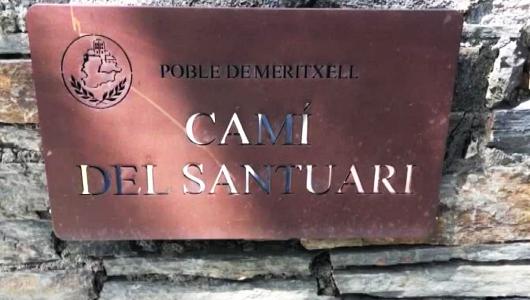 POBLE DE MERITXELL
CAMÍ
DEL SANTUARI